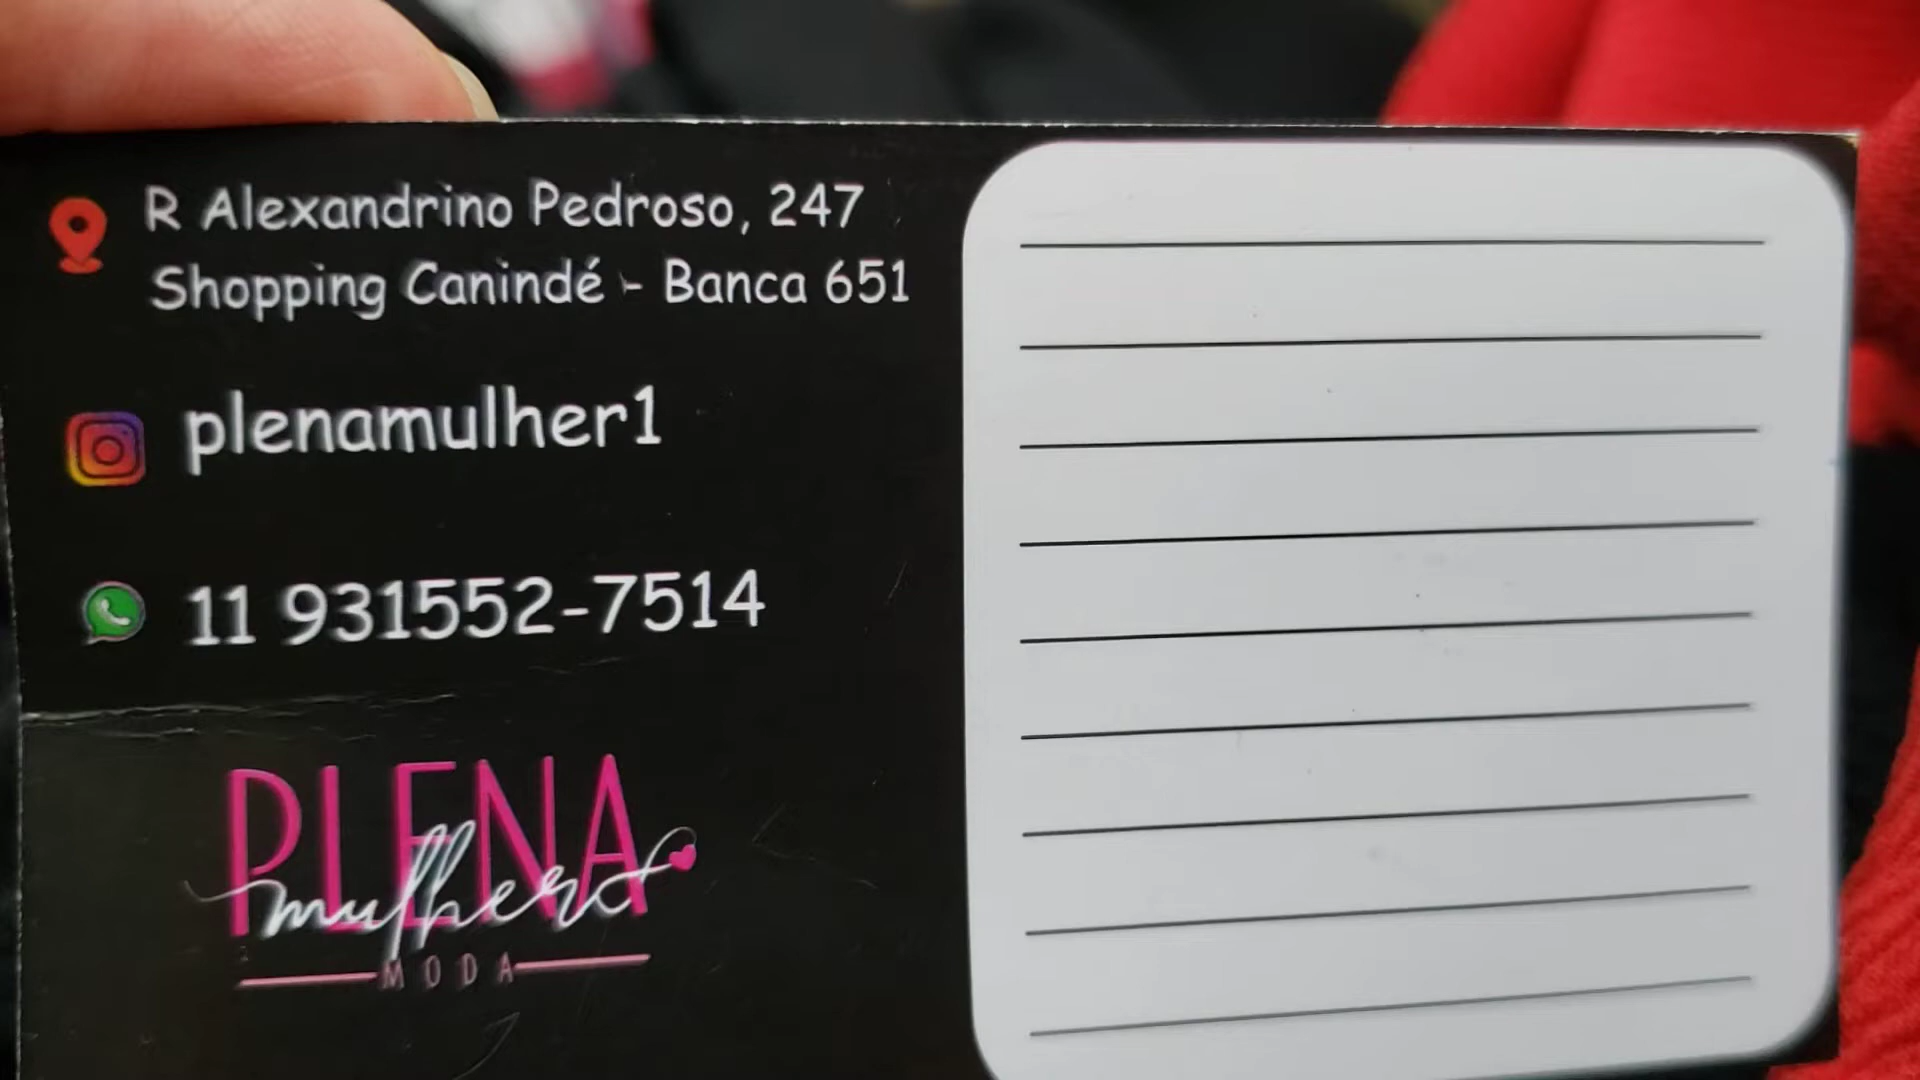 R Alexandrino Pedroso, 247
Shopping Canindé - Banca 651
plenamulher1
11 931552-7514
PLENA
mulher
MODA